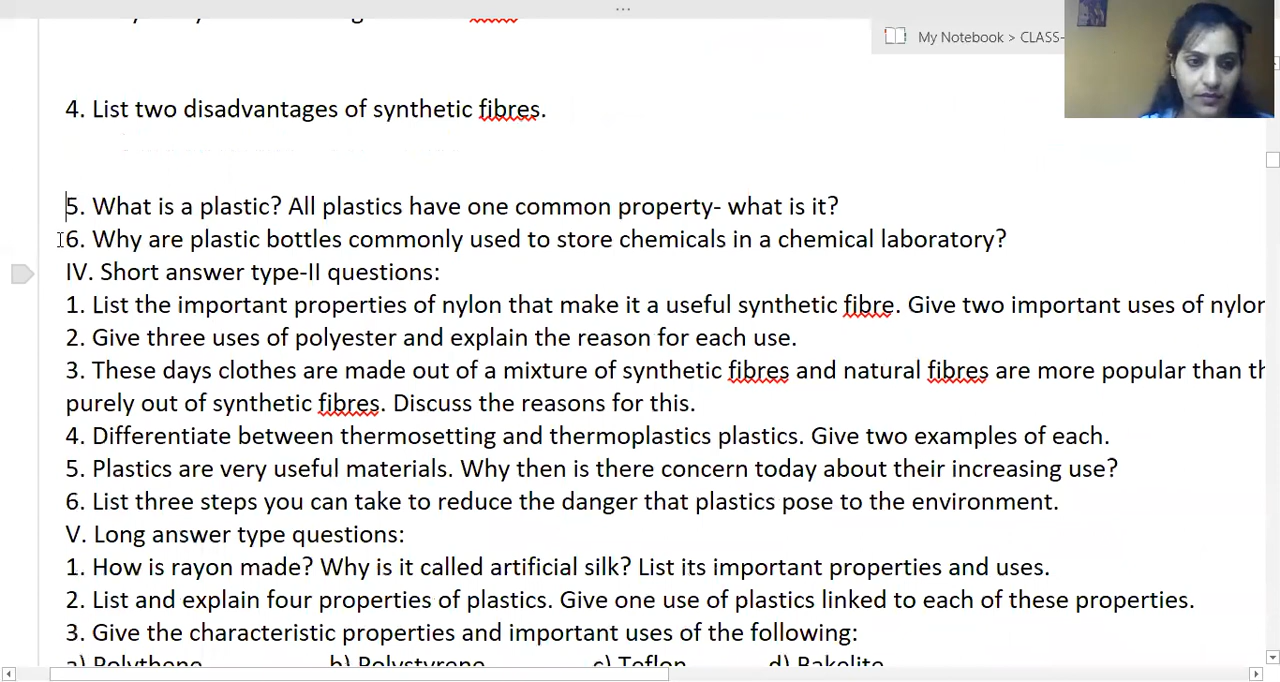 My Notebook > CLASS-
4. List two disadvantages of synthetic fibres.
5. What is a plastic? All plastics have one common property- what is it?
6. Why are plastic bottles commonly used to store chemicals in a chemical laboratory?
IV. Short answer type-II questions:
1. List the important properties of nylon that make it a useful synthetic fibre. Give two important uses of nylon
2. Give three uses of polyester and explain the reason for each use.
3. These days clothes are made out of a mixture of synthetic fibres and natural fibres are more popular than th
purely out of synthetic fibres. Discuss the reasons for this.
4. Differentiate between thermosetting and thermoplastics plastics. Give two examples of each.
5. Plastics are very useful materials. Why then is there concern today about their increasing use?
6. List three steps you can take to reduce the danger that plastics pose to the environment.
V. Long answer type questions:
1. How is rayon made? Why is it called artificial silk? List its important properties and uses.
2. List and explain four properties of plastics. Give one use of plastics linked to each of these properties.
3. Give the characteristic properties and important uses of the following:
a) Polythene b) Polystyrene c) Teflon d) Bakelite